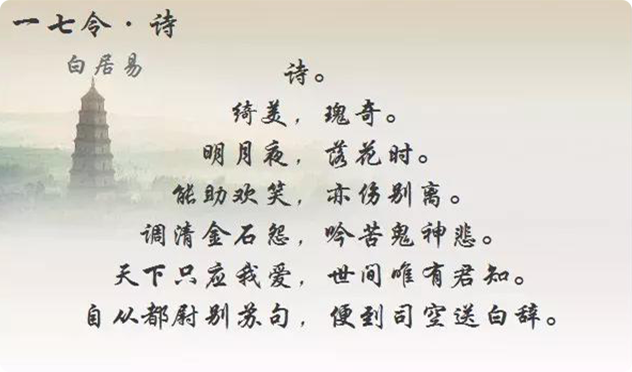 一七令·诗
白居易
诗。
绮美，瑰奇。
明月夜，落花时。
能助欢笑，亦伤别离。
调清金石怨，吟苦鬼神悲。
天下只应我爱，世间唯有君知。
自从都尉别苏句，便到司空送白辞。